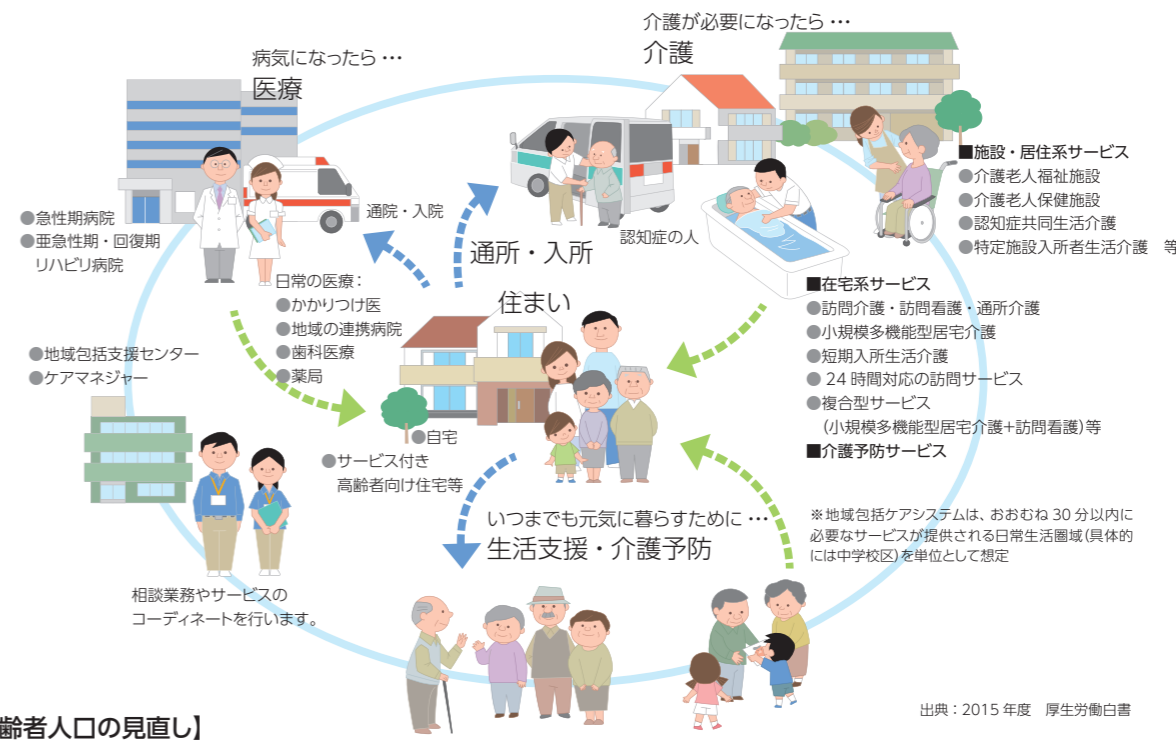 病気になったら…
医療
●急性期病院
●亜急性期・回復期
リハビリ病院
通院・入院
日常の医療：
●かかりつけ医
●地域の連携病院
●歯科医療
●薬局
介護が必要になったら…
介護
通所・入所
認知症の人
■施設・居住系サービス
●介護老人福祉施設
●介護老人保健施設
●認知症共同生活介護
●特定施設入所者生活介護　等
■在宅系サービス
●訪問介護・訪問看護・通所介護
●小規模多機能型居宅介護
●短期入所生活介護
●24時間対応の訪問サービス
●複合型サービス
（小規模多機能型居宅介護+訪問看護）等
■介護予防サービス
住まい
●自宅
●サービス付き
高齢者向け住宅等
●地域包括支援センター
●ケアマネジャー
相談業務やサービスの
コーディネートを行います。
いつまでも元気に暮らすために…
生活支援・介護予防
※地域包括ケアシステムは、おおむね30分以内に
必要なサービスが提供される日常生活圏域（具体的
には中学校区）を単位として想定
出典：2015年度　厚生労働白書
齢者人口の見直し】